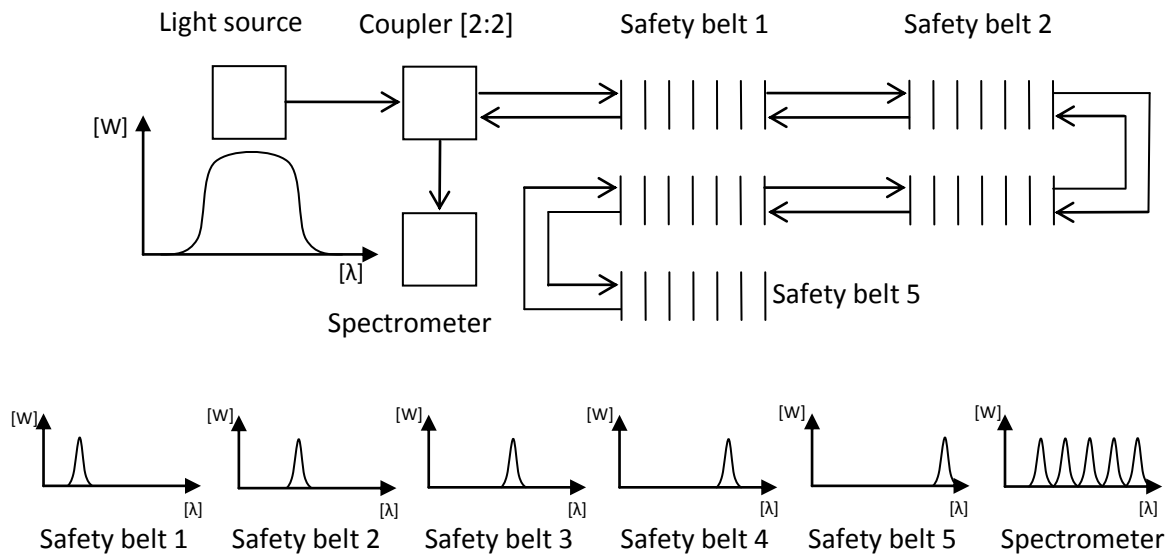 Light source
Coupler [2:2]
Safety belt 1
Safety belt 2
[W]
[λ]
Spectrometer
Safety belt 5
[W]
[W]
[W]
[W]
[W]
[W]
[λ]
[λ]
[λ]
[λ]
[λ]
[λ]
Safety belt 1
Safety belt 2
Safety belt 3
Safety belt 4
Safety belt 5
Spectrometer